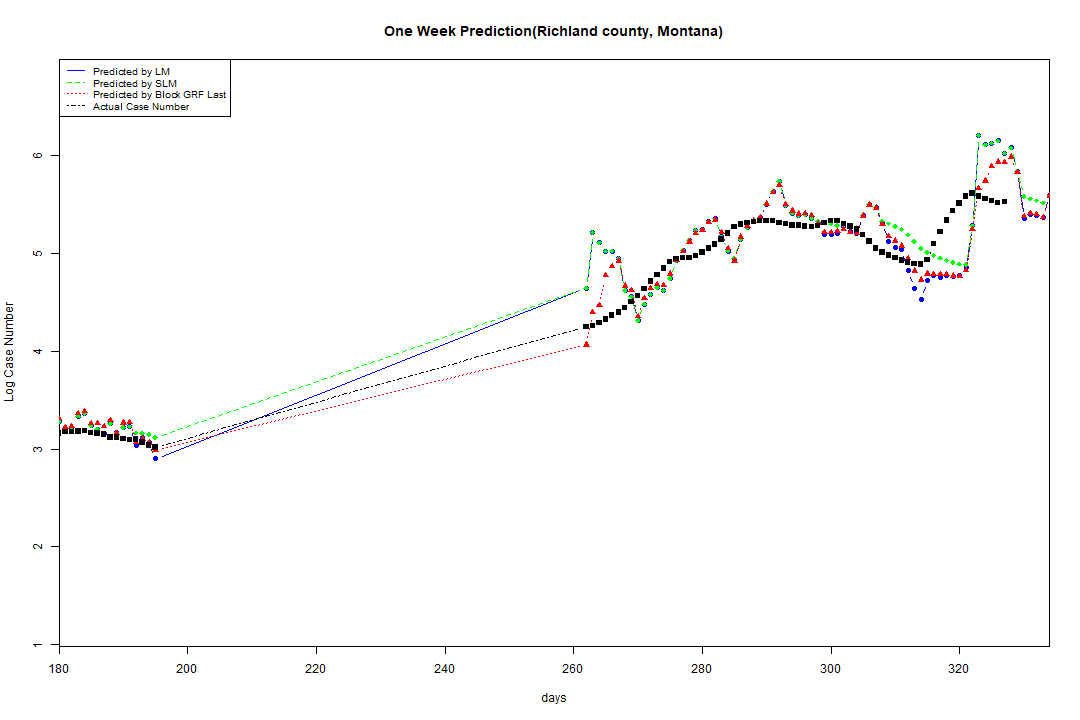 One Week Prediction(Richland county, Montana)
Predicted by LM
Predicted by SLM
Predicted by Block GRF Last
Actual Case Number
Log Case Number
6
5
4
3
2
1
180 200 220 240 260 280 300 320
days